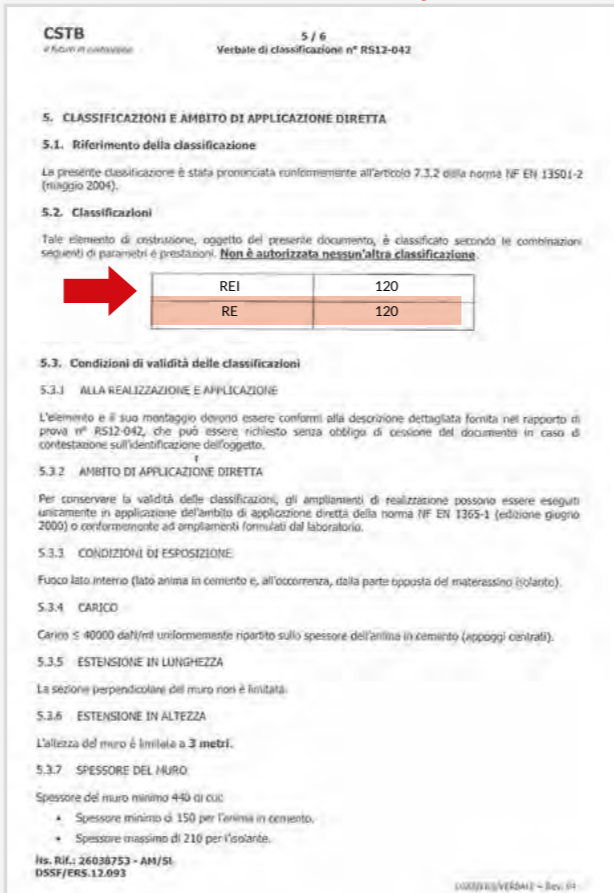 CSTB
5 / 6
Verbale di classificazione n° RS12-042
5. CLASSIFICAZIONI E AMBITO DI APPLICAZIONE DIRETTA
5.1. Riferimento della classificazione
La presente classificazione è stata pronunciata conformemente all'articolo 7.3.2 della norma NF EN 13501-2
(maggio 2004).
5.2. Classificazioni
Tale elemento di costruzione, oggetto del presente documento, è classificato secondo le combinazioni
seguenti di parametri e prestazioni. Non è autorizzata nessun'altra classificazione.
REI 120
RE 120
5.3. Condizioni di validità delle classificazioni
5.3.1 ALLA REALIZZAZIONE E APPLICAZIONE
L'elemento e il suo montaggio devono essere conformi alla descrizione dettagliata fornita nel rapporto di
prova n° RS12-042, che può essere richiesto senza obbligo di cessione del documento in caso di
contestazione sull'identificazione dell'oggetto.
5.3.2 AMBITO DI APPLICAZIONE DIRETTA
Per conservare la validità delle classificazioni, gli ampliamenti di realizzazione possono essere eseguiti
unicamente in applicazione dell'ambito di applicazione diretta della norma NF EN 1365-1 (edizione giugno
2000) o conformemente ad ampliamenti formulati dal laboratorio.
5.3.3 CONDIZIONI DI ESPOSIZIONE
Fuoco lato interno (lato anima in cemento e, all'occorrenza, dalla parte opposta del materassino isolante).
5.3.4 CARICO
Carico ≤ 40000 daN/ml uniformemente ripartito sullo spessore dell'anima in cemento (appoggi centrati).
5.3.5 ESTENSIONE IN LUNGHEZZA
La sezione perpendicolare del muro non è limitata.
5.3.6 ESTENSIONE IN ALTEZZA
L'altezza del muro è limitata a 3 metri.
5.3.7 SPESSORE DEL MURO
Spessore del muro minimo 440 di cui:
• Spessore minimo di 150 per l'anima in cemento.
• Spessore massimo di 210 per l'isolante.
Ns. Rif.: 26038753 - AM/SL
DSSF/ERS.12.093